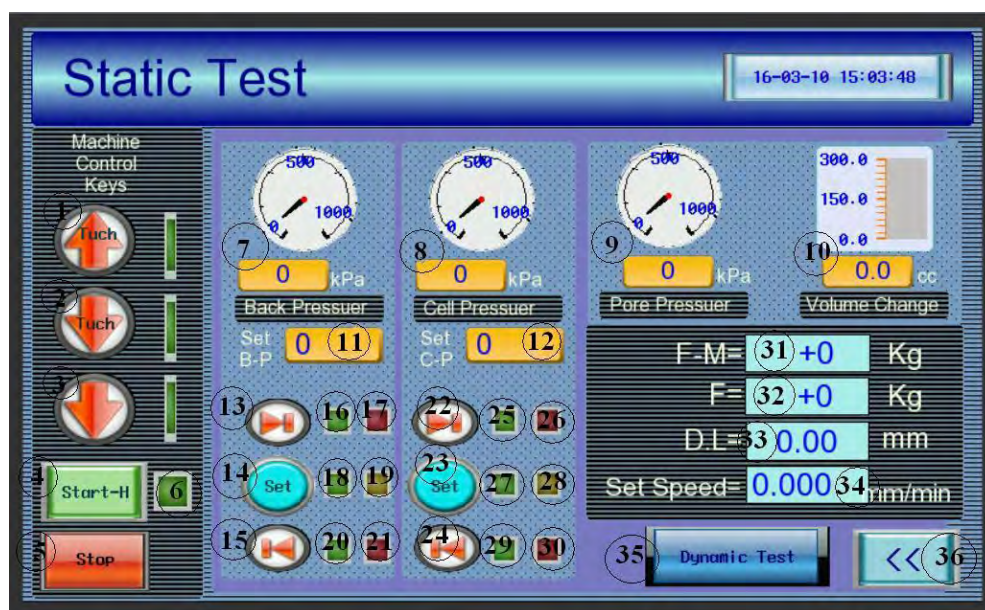 Static Test
16-03-10 15:03:48
Machine
Control
Keys
1
Tuch
2
Tuch
3
4
Start-H
6
5
Stop
500
1000
0
7
0 kPa
Back Pressuer
Set
B-P
0 11
13
16 17
14
Set
18 19
15
20 21
500
1000
0
8
0 kPa
Cell Pressuer
Set
C-P
0 12
22
25 26
23
Set
27 28
24
29 30
500
1000
0
9
0 kPa
Pore Pressuer
300.0
150.0
0.0
10
0.0 cc
Volume Change
F-M= 31 +0 Kg
F= 32 +0 Kg
D.L= 33 0.00 mm
Set Speed= 0.000 34 mm/min
35
Dynamic Test
<< 36